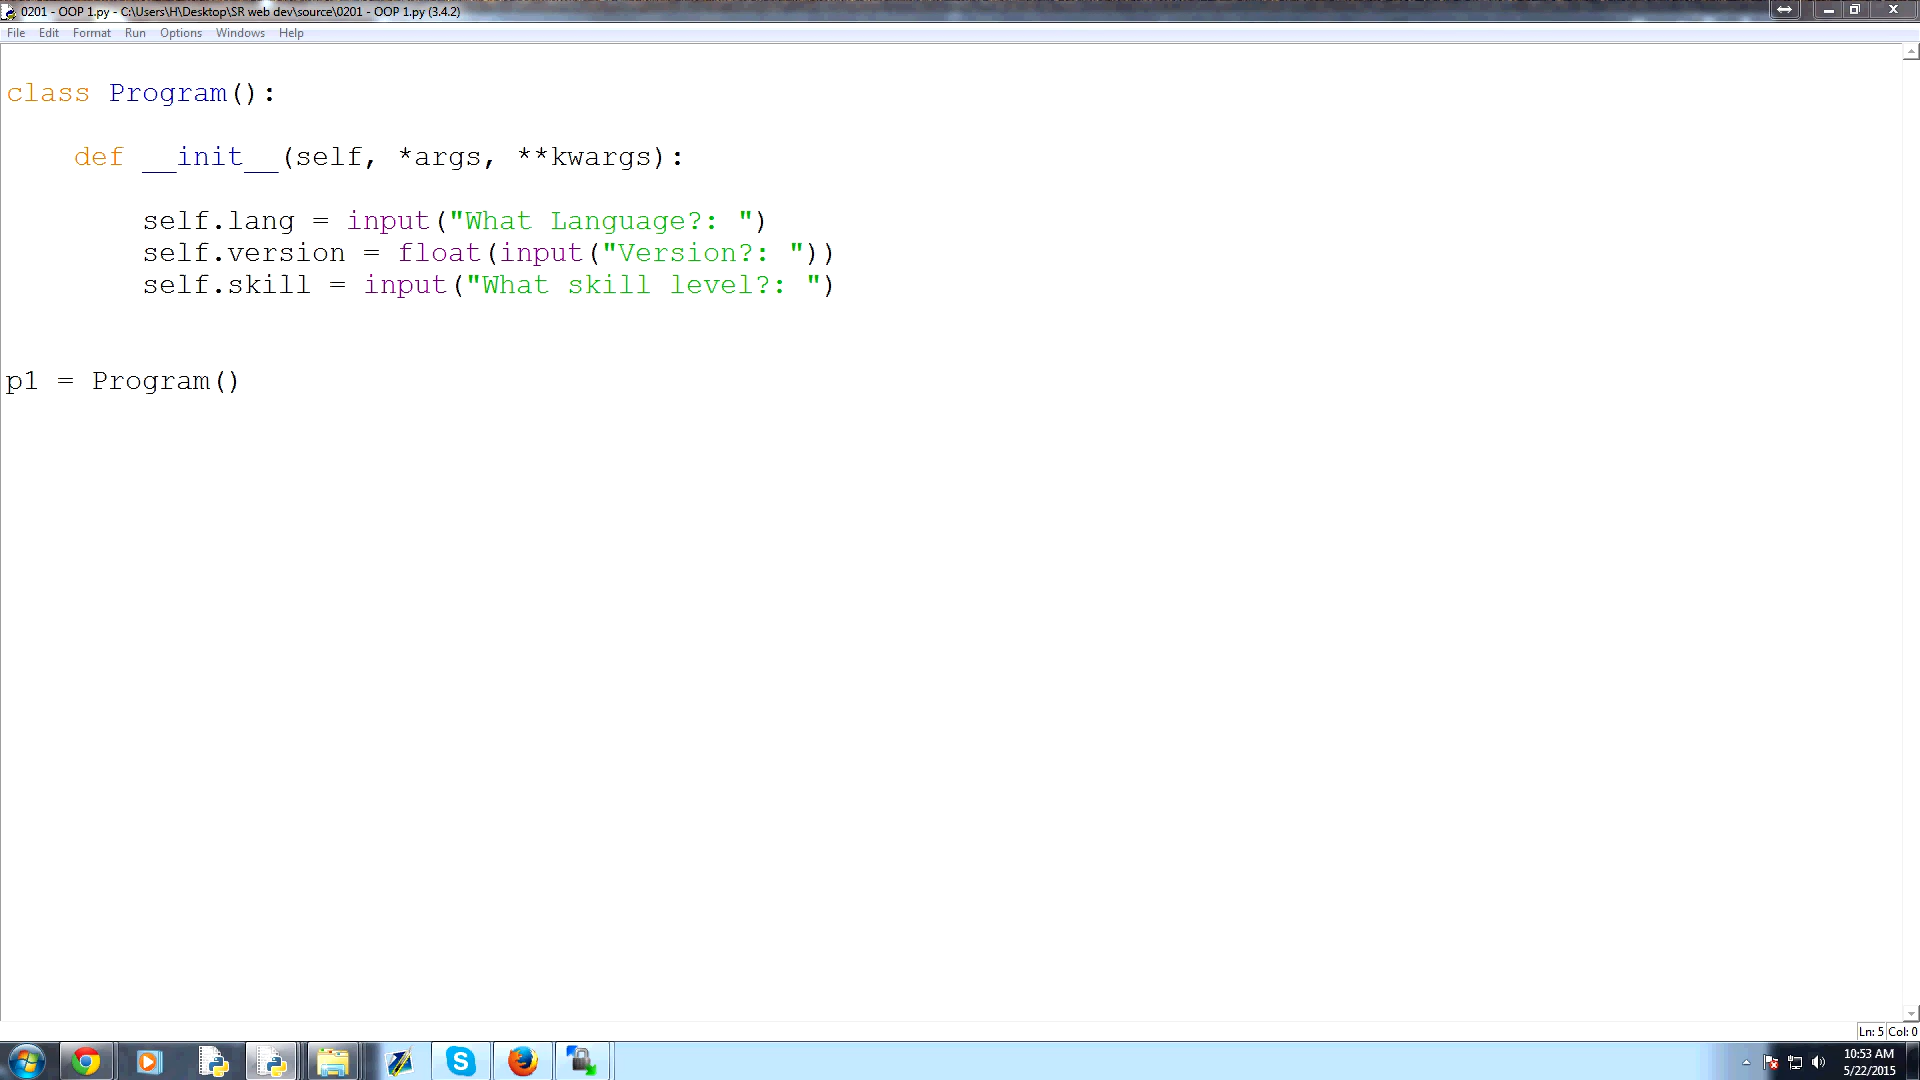 0201 - OOP 1.py - C:\Users\H\Desktop\SR web dev\source\0201 - OOP 1.py (3.4.2)
File Edit Format Run Options Windows Help
class Program():
def __init__(self, *args, **kwargs):
self.lang = input("What Language?: ")
self.version = float(input("Version?: "))
self.skill = input("What skill level?: ")
p1 = Program()
Ln: 5 Col: 0
10:53 AM
5/22/2015